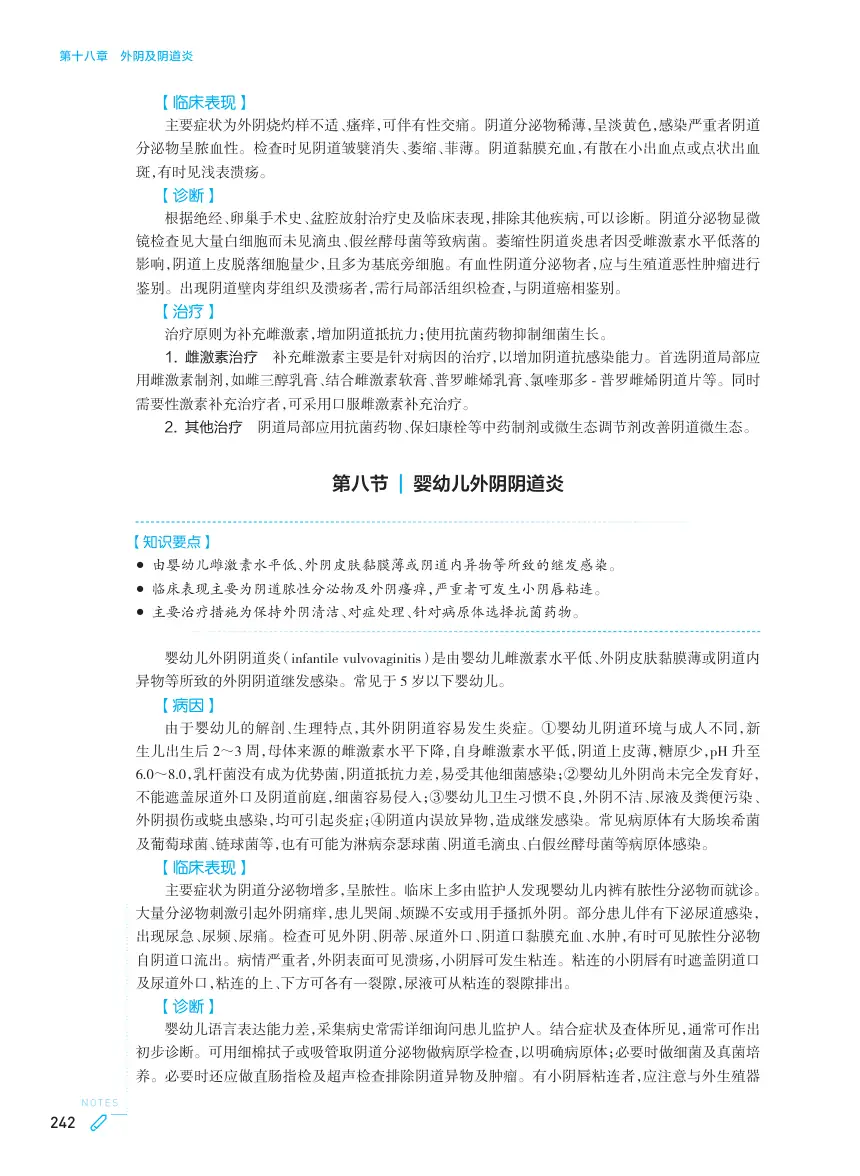 第十八章 外阴及阴道炎
【临床表现】
主要症状为外阴烧灼样不适、瘙痒,可伴有性交痛。阴道分泌物稀薄,呈淡黄色,感染严重者阴道
分泌物呈脓血性。检查时见阴道皱襞消失、萎缩、菲薄。阴道黏膜充血,有散在小出血点或点状出血
斑,有时见浅表溃疡。
【诊断】
根据绝经、卵巢手术史、盆腔放射治疗史及临床表现,排除其他疾病,可以诊断。阴道分泌物显微
镜检查见大量白细胞而未见滴虫、假丝酵母菌等致病菌。萎缩性阴道炎患者因受雌激素水平低落的
影响,阴道上皮脱落细胞量少,且多为基底旁细胞。有血性阴道分泌物者,应与生殖道恶性肿瘤进行
鉴别。出现阴道壁肉芽组织及溃疡者,需行局部活组织检查,与阴道癌相鉴别。
【治疗】
治疗原则为补充雌激素,增加阴道抵抗力;使用抗菌药物抑制细菌生长。
1. 雌激素治疗 补充雌激素主要是针对病因的治疗,以增加阴道抗感染能力。首选阴道局部应
用雌激素制剂,如雌三醇乳膏、结合雌激素软膏、普罗雌烯乳膏、氯喹那多 - 普罗雌烯阴道片等。同时
需要性激素补充治疗者,可采用口服雌激素补充治疗。
2. 其他治疗 阴道局部应用抗菌药物、保妇康栓等中药制剂或微生态调节剂改善阴道微生态。
第八节 | 婴幼儿外阴阴道炎
【知识要点】
● 由婴幼儿雌激素水平低、外阴皮肤黏膜薄或阴道内异物等所致的继发感染。
● 临床表现主要为阴道脓性分泌物及外阴瘙痒,严重者可发生小阴唇粘连。
● 主要治疗措施为保持外阴清洁、对症处理、针对病原体选择抗菌药物。
婴幼儿外阴阴道炎(infantile vulvovaginitis)是由婴幼儿雌激素水平低、外阴皮肤黏膜薄或阴道内
异物等所致的外阴阴道继发感染。常见于 5 岁以下婴幼儿。
【病因】
由于婴幼儿的解剖、生理特点,其外阴阴道容易发生炎症。①婴幼儿阴道环境与成人不同,新
生儿出生后 2～3 周,母体来源的雌激素水平下降,自身雌激素水平低,阴道上皮薄,糖原少,pH 升至
6.0～8.0,乳杆菌没有成为优势菌,阴道抵抗力差,易受其他细菌感染;②婴幼儿外阴尚未完全发育好,
不能遮盖尿道外口及阴道前庭,细菌容易侵入;③婴幼儿卫生习惯不良,外阴不洁、尿液及粪便污染、
外阴损伤或蛲虫感染,均可引起炎症;④阴道内误放异物,造成继发感染。常见病原体有大肠埃希菌
及葡萄球菌、链球菌等,也有可能为淋病奈瑟球菌、阴道毛滴虫、白假丝酵母菌等病原体感染。
【临床表现】
主要症状为阴道分泌物增多,呈脓性。临床上多由监护人发现婴幼儿内裤有脓性分泌物而就诊。
大量分泌物刺激引起外阴痛痒,患儿哭闹、烦躁不安或用手搔抓外阴。部分患儿伴有下泌尿道感染,
出现尿急、尿频、尿痛。检查可见外阴、阴蒂、尿道外口、阴道口黏膜充血、水肿,有时可见脓性分泌物
自阴道口流出。病情严重者,外阴表面可见溃疡,小阴唇可发生粘连。粘连的小阴唇有时遮盖阴道口
及尿道外口,粘连的上、下方可各有一裂隙,尿液可从粘连的裂隙排出。
【诊断】
婴幼儿语言表达能力差,采集病史常需详细询问患儿监护人。结合症状及查体所见,通常可作出
初步诊断。可用细棉拭子或吸管取阴道分泌物做病原学检查,以明确病原体;必要时做细菌及真菌培
养。必要时还应做直肠指检及超声检查排除阴道异物及肿瘤。有小阴唇粘连者,应注意与外生殖器
NOTES
242